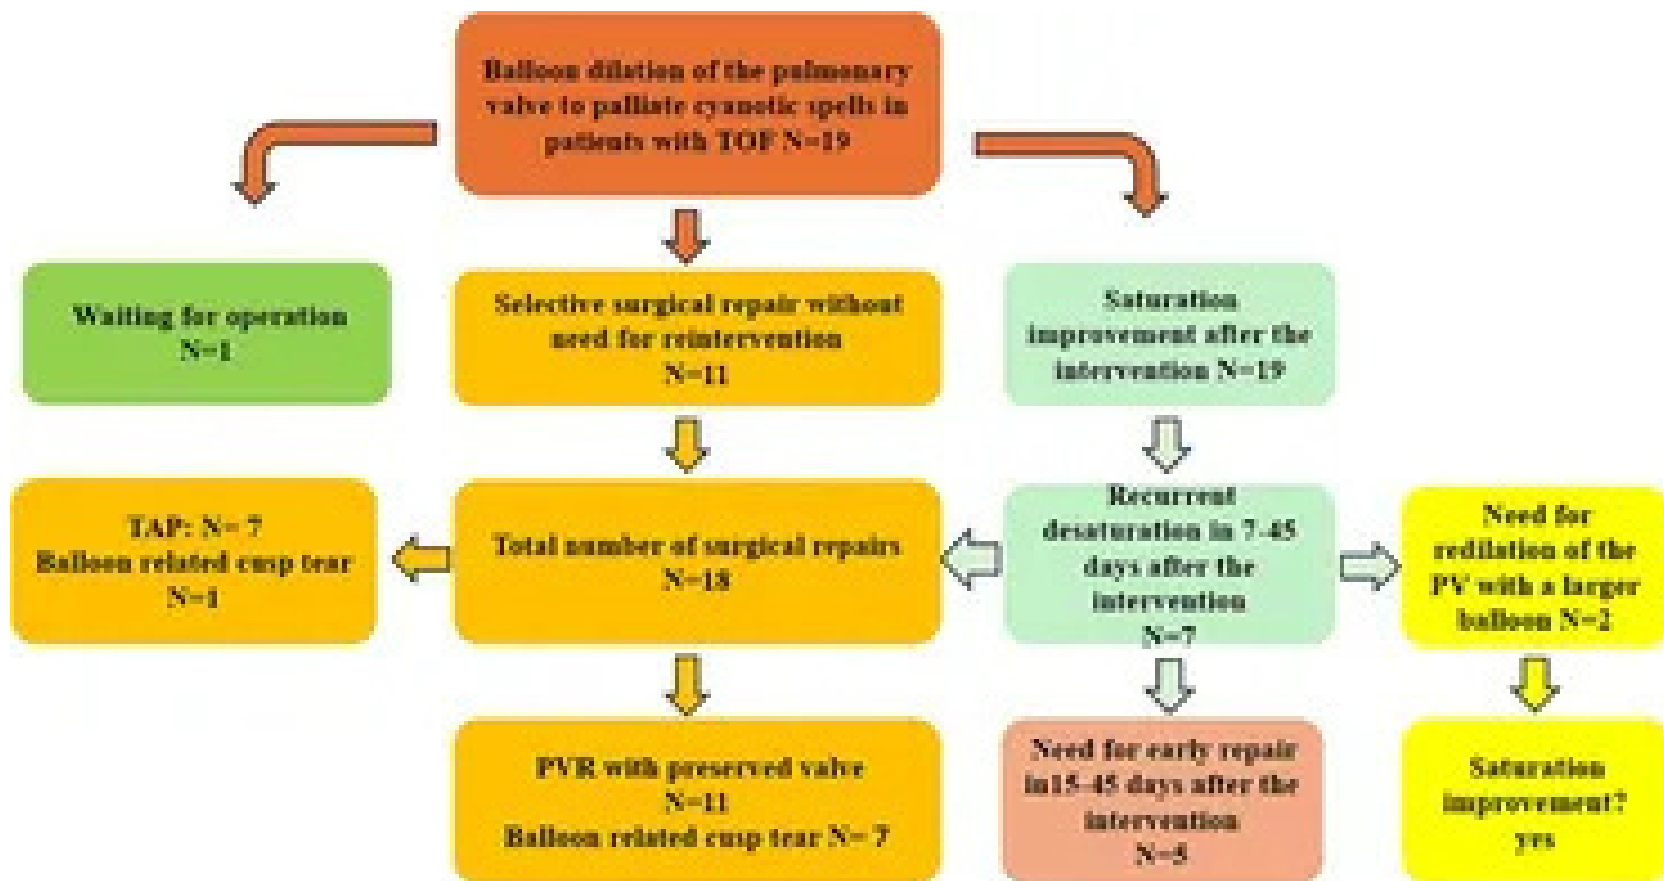 Balloon dilation of the pulmonary
valve to palliate cyanotic spells in
patients with TOF N=19
Waiting for operation
N=1
Selective surgical repair without
need for reintervention
N=11
Saturation
improvement after the
intervention N=19
TAP: N= 7
Balloon related cusp tear
N=1
Total number of surgical repairs
N=18
Recurrent
desaturation in 7-45
days after the
intervention
N=7
Need for
redilation of the
PV with a larger
balloon N=2
PVR with preserved valve
N=11
Balloon related cusp tear N= 7
Need for early repair
in15-45 days after the
intervention
N=5
Saturation
improvement?
yes